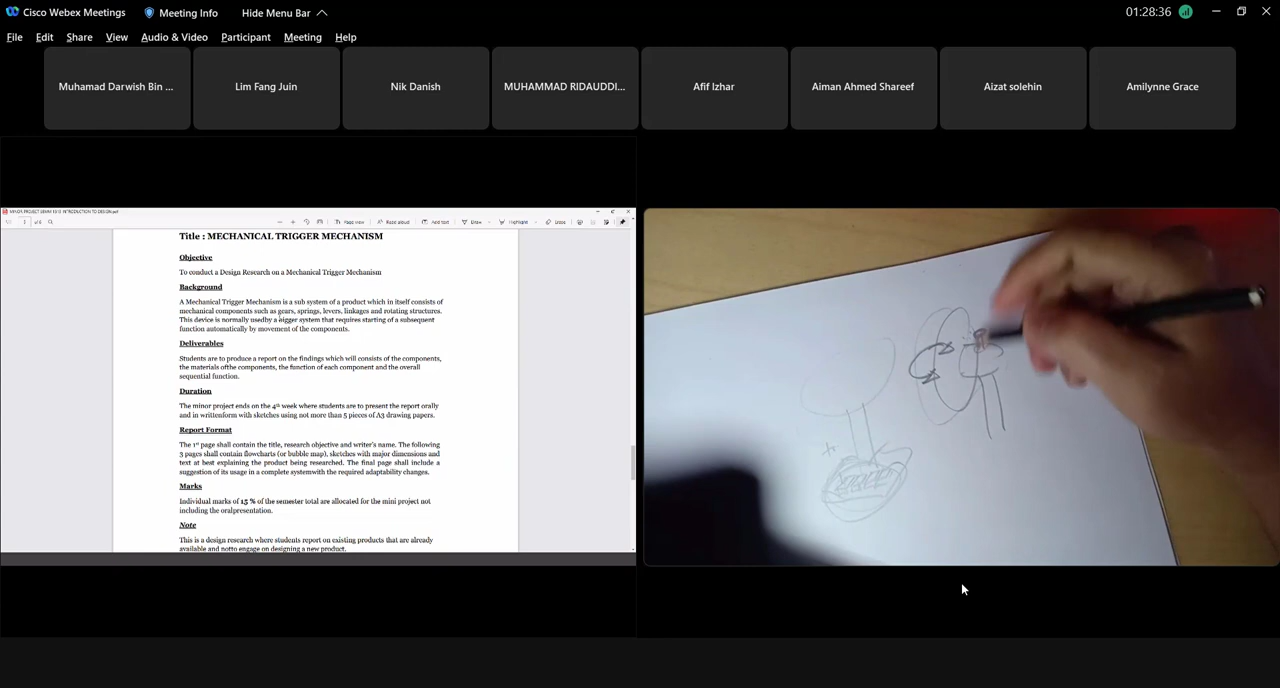 Cisco Webex Meetings
Meeting Info
Hide Menu Bar
01:28:36
File Edit Share View Audio & Video Participant Meeting Help
Muhamad Darwish Bin ...
Lim Fang Juin
Nik Danish
MUHAMMAD RIDAUDDI...
Afif Izhar
Aiman Ahmed Shareef
Aizat solehin
Amilynne Grace
Page view
Read aloud
Add text
Draw
Highlight
Erase
Title : MECHANICAL TRIGGER MECHANISM
Objective
To conduct a Design Research on a Mechanical Trigger Mechanism
Background
A Mechanical Trigger Mechanism is a sub system of a product which in itself consists of
mechanical components such as gears, springs, levers, linkages and rotating structures.
This device is normally usedby a bigger system that requires starting of a subsequent
function automatically by movement of the components.
Deliverables
Students are to produce a report on the findings which will consists of the components,
the materials ofthe components, the function of each component and the overall
sequential function.
Duration
The minor project ends on the 4th week where students are to present the report orally
and in writtenform with sketches using not more than 5 pieces of A3 drawing papers.
Report Format
The 1st page shall contain the title, research objective and writer's name. The following
3 pages shall contain flowcharts (or bubble map), sketches with major dimensions and
text at best explaining the product being researched. The final page shall include a
suggestion of its usage in a complete systemwith the required adaptability changes.
Marks
Individual marks of 15 % of the semester total are allocated for the mini project not
including the oralpresentation.
Note
This is a design research where students report on existing products that are already
available and notto engage on designing a new product.